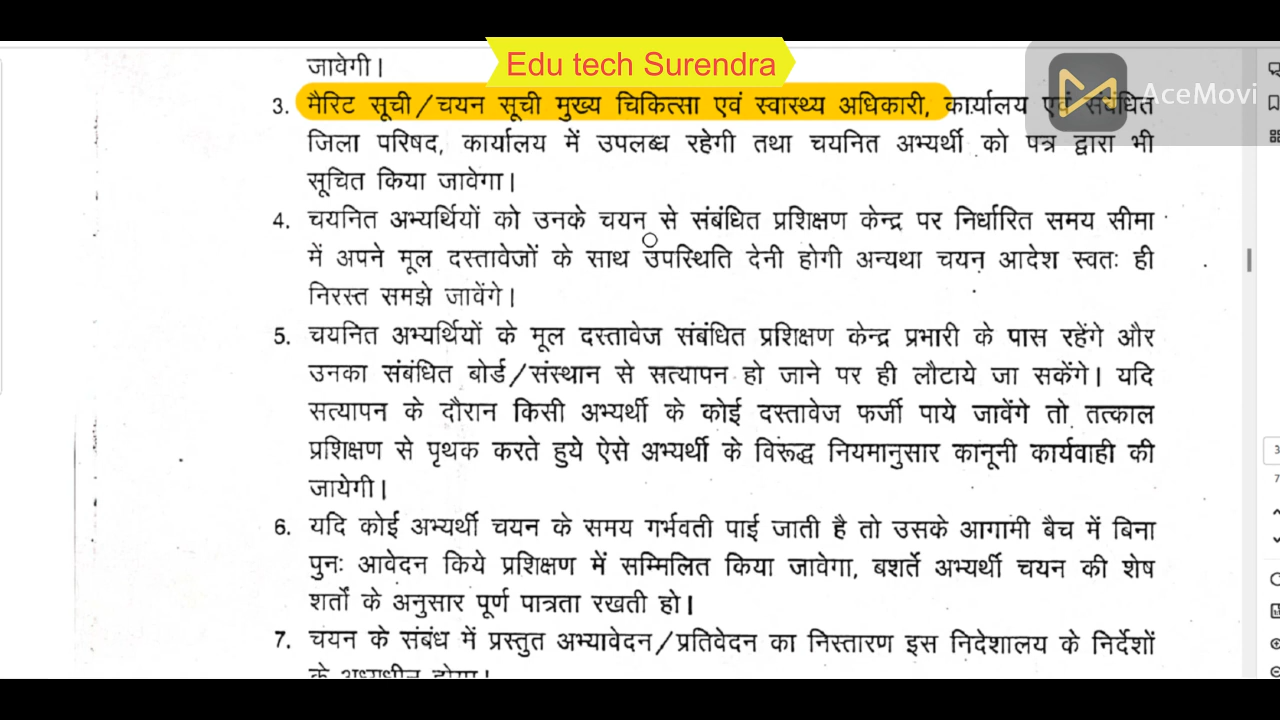 Edu tech Surendra
AceMovi
जावेगी।
3. मैरिट सूची/चयन सूची मुख्य चिकित्सा एवं स्वास्थ्य अधिकारी, कार्यालय एवं संबंधित
जिला परिषद, कार्यालय में उपलब्ध रहेगी तथा चयनित अभ्यर्थी को पत्र द्वारा भी
सूचित किया जावेगा।
4. चयनित अभ्यर्थियों को उनके चयन से संबंधित प्रशिक्षण केन्द्र पर निर्धारित समय सीमा
में अपने मूल दस्तावेजों के साथ उपस्थिति देनी होगी अन्यथा चयन आदेश स्वतः ही
निरस्त समझे जावेंगे।
5. चयनित अभ्यर्थियों के मूल दस्तावेज संबंधित प्रशिक्षण केन्द्र प्रभारी के पास रहेंगे और
उनका संबंधित बोर्ड/संस्थान से सत्यापन हो जाने पर ही लौटाये जा सकेंगे। यदि
सत्यापन के दौरान किसी अभ्यर्थी के कोई दस्तावेज फर्जी पाये जावेंगे तो तत्काल
प्रशिक्षण से पृथक करते हुये ऐसे अभ्यर्थी के विरूद्ध नियमानुसार कानूनी कार्यवाही की
जायेगी।
6. यदि कोई अभ्यर्थी चयन के समय गर्भवती पाई जाती है तो उसके आगामी बैच में बिना
पुनः आवेदन किये प्रशिक्षण में सम्मिलित किया जावेगा, बशर्ते अभ्यर्थी चयन की शेष
शर्तों के अनुसार पूर्ण पात्रता रखती हो।
7. चयन के संबंध में प्रस्तुत अभ्यावेदन/प्रतिवेदन का निस्तारण इस निदेशालय के निर्देशों
के अध्यधीन होगा।